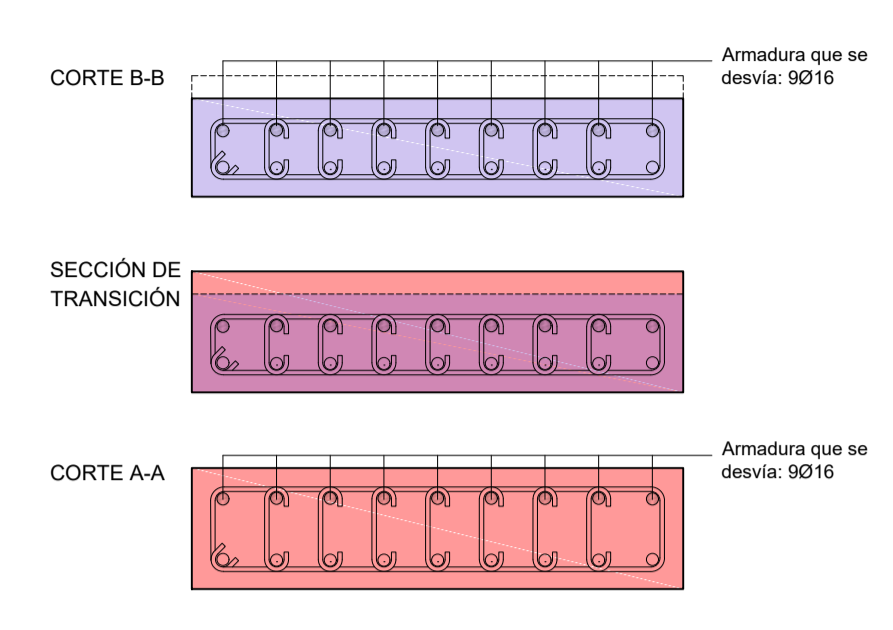 CORTE B-B
Armadura que se
desvía: 9Ø16
SECCIÓN DE
TRANSICIÓN
CORTE A-A
Armadura que se
desvía: 9Ø16